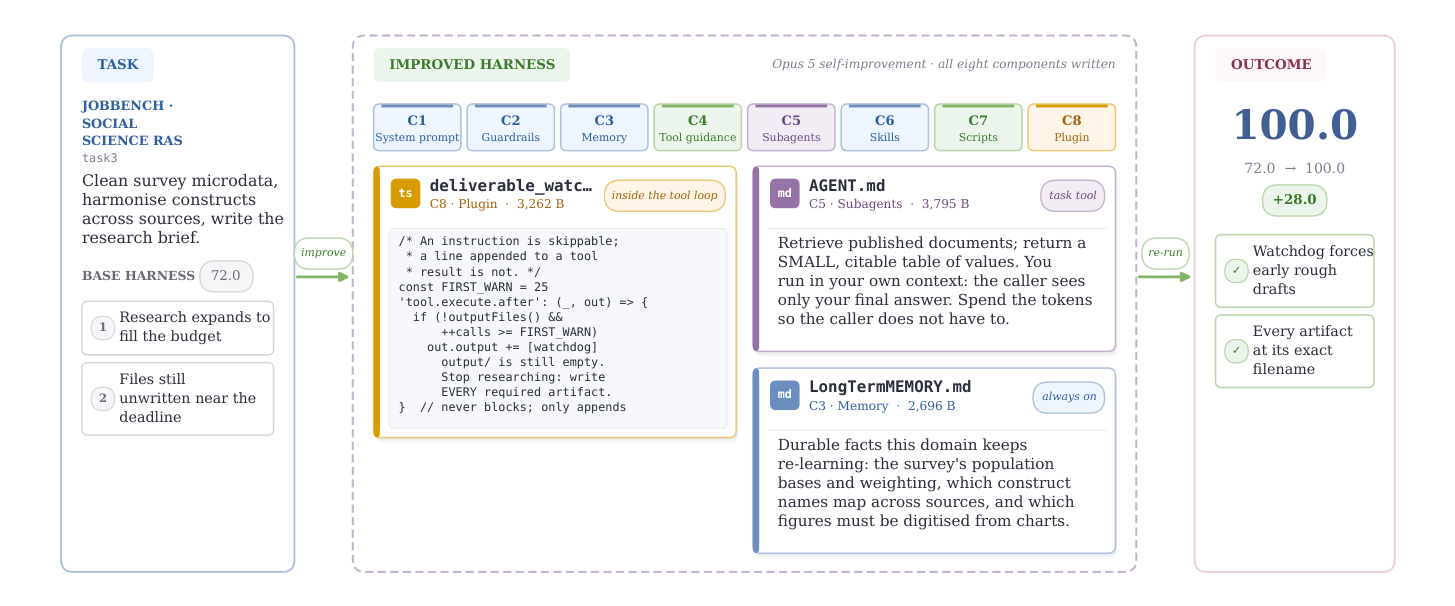 TASK
JOBBENCH ·
SOCIAL
SCIENCE RAS
task3
Clean survey microdata,
harmonise constructs
across sources, write the
research brief.
BASE HARNESS 72.0
1 Research expands to
fill the budget
2 Files still
unwritten near the
deadline
improve
IMPROVED HARNESS
Opus 5 self-improvement · all eight components written
C1
System prompt
C2
Guardrails
C3
Memory
C4
Tool guidance
C5
Subagents
C6
Skills
C7
Scripts
C8
Plugin
ts deliverable_watc…
C8 · Plugin · 3,262 B
inside the tool loop
/* An instruction is skippable;
 * a line appended to a tool
 * result is not. */
const FIRST_WARN = 25
'tool.execute.after': (_, out) => {
  if (!outputFiles() &&
      ++calls >= FIRST_WARN)
    out.output += [watchdog]
      output/ is still empty.
      Stop researching: write
      EVERY required artifact.
}  // never blocks; only appends
md AGENT.md
C5 · Subagents · 3,795 B
task tool
Retrieve published documents; return a
SMALL, citable table of values. You
run in your own context: the caller sees
only your final answer. Spend the tokens
so the caller does not have to.
md LongTermMEMORY.md
C3 · Memory · 2,696 B
always on
Durable facts this domain keeps
re-learning: the survey's population
bases and weighting, which construct
names map across sources, and which
figures must be digitised from charts.
re-run
OUTCOME
100.0
72.0 → 100.0
+28.0
✓ Watchdog forces
early rough
drafts
✓ Every artifact
at its exact
filename